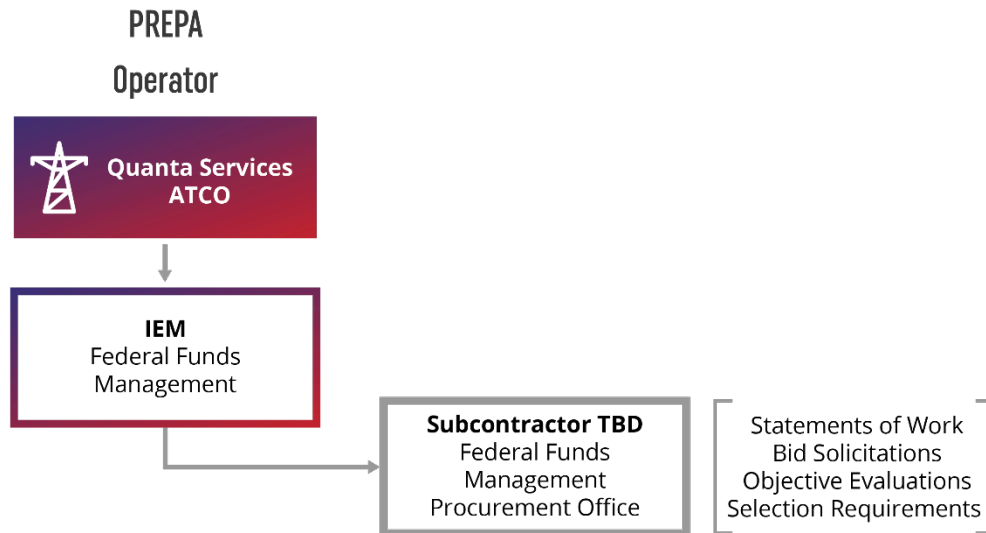 PREPA
Operator
Quanta Services
ATCO
IEM
Federal Funds
Management
Subcontractor TBD
Federal Funds
Management
Procurement Office
Statements of Work
Bid Solicitations
Objective Evaluations
Selection Requirements